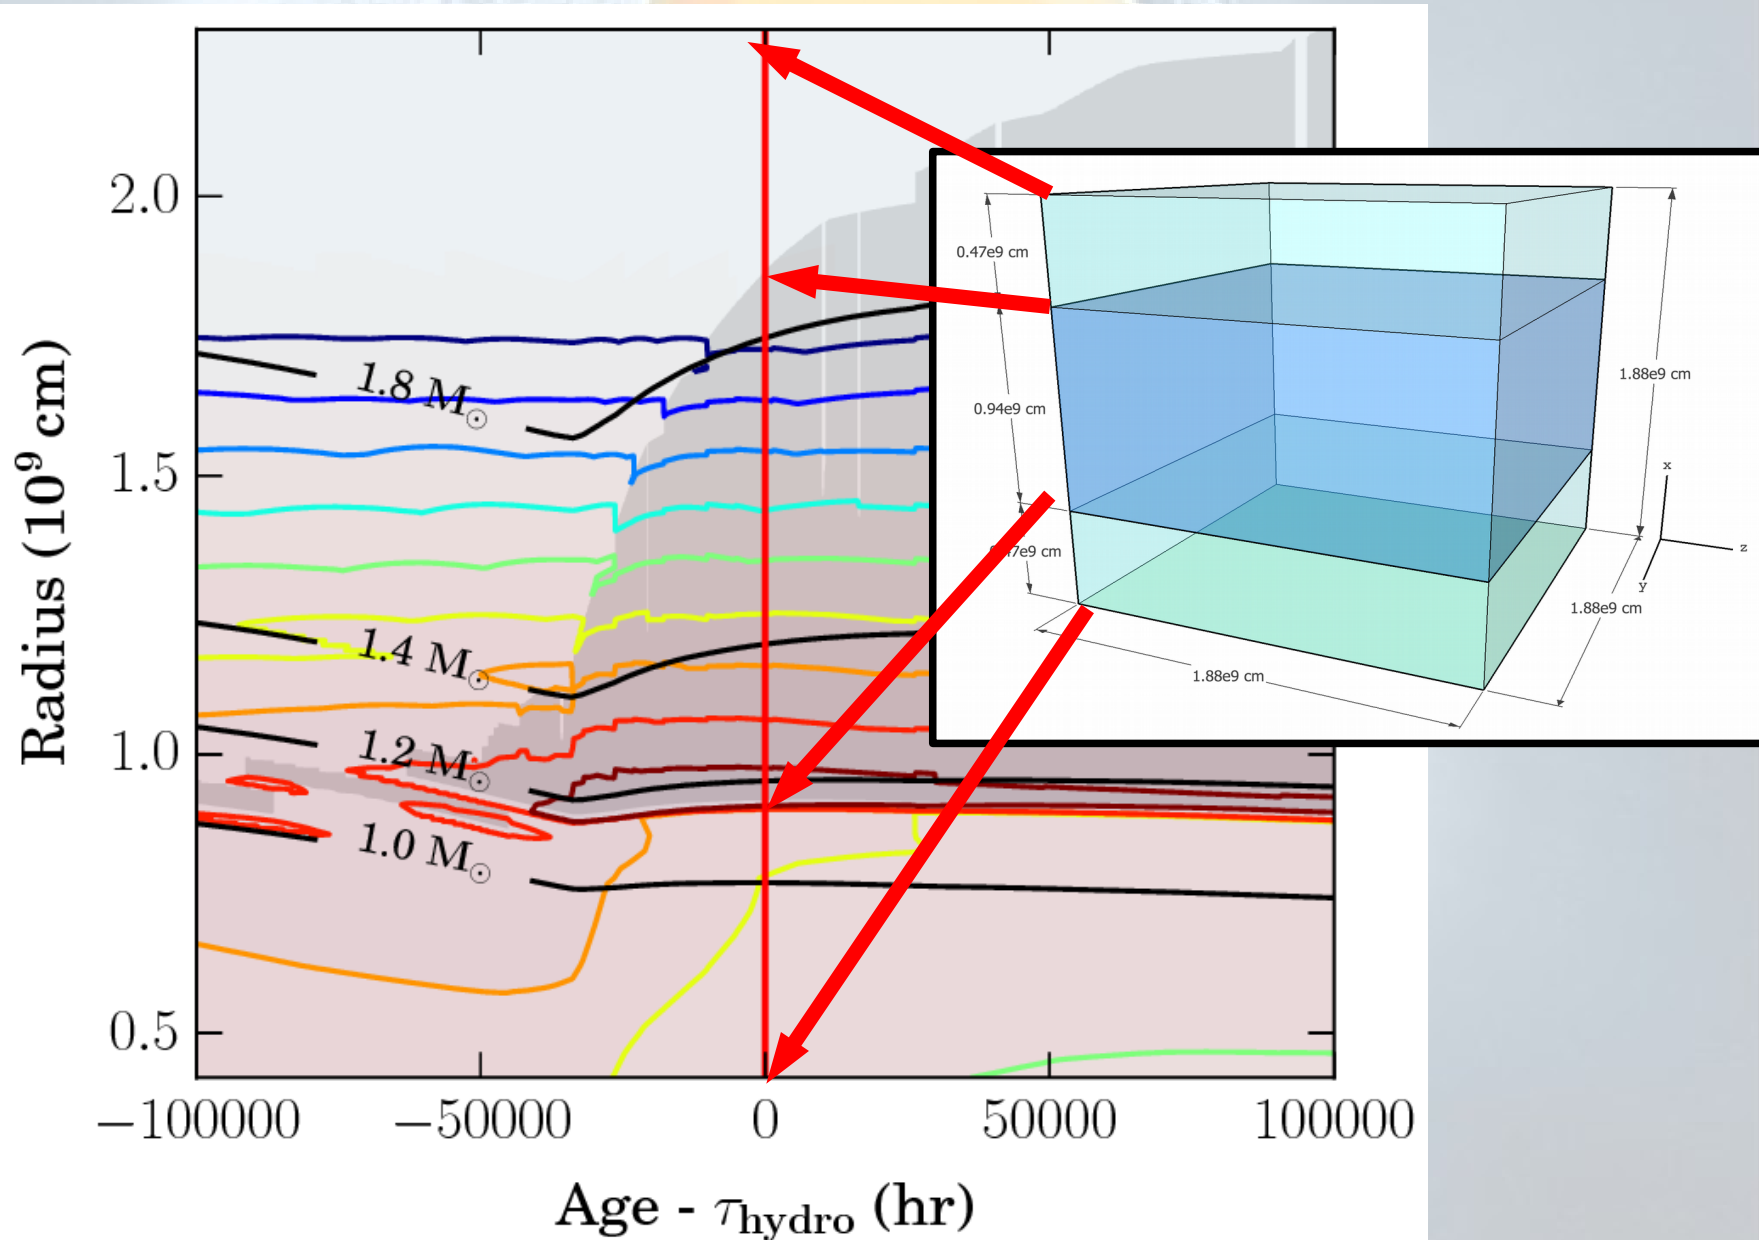 2.0
1.5
1.0
0.5
Radius (10⁹ cm)
1.8 M☉
1.4 M☉
1.2 M☉
1.0 M☉
−100000
−50000
0
50000
100000
Age - τhydro (hr)
0.47e9 cm
0.94e9 cm
47e9 cm
1.88e9 cm
1.88e9 cm
1.88e9 cm
x
z
y